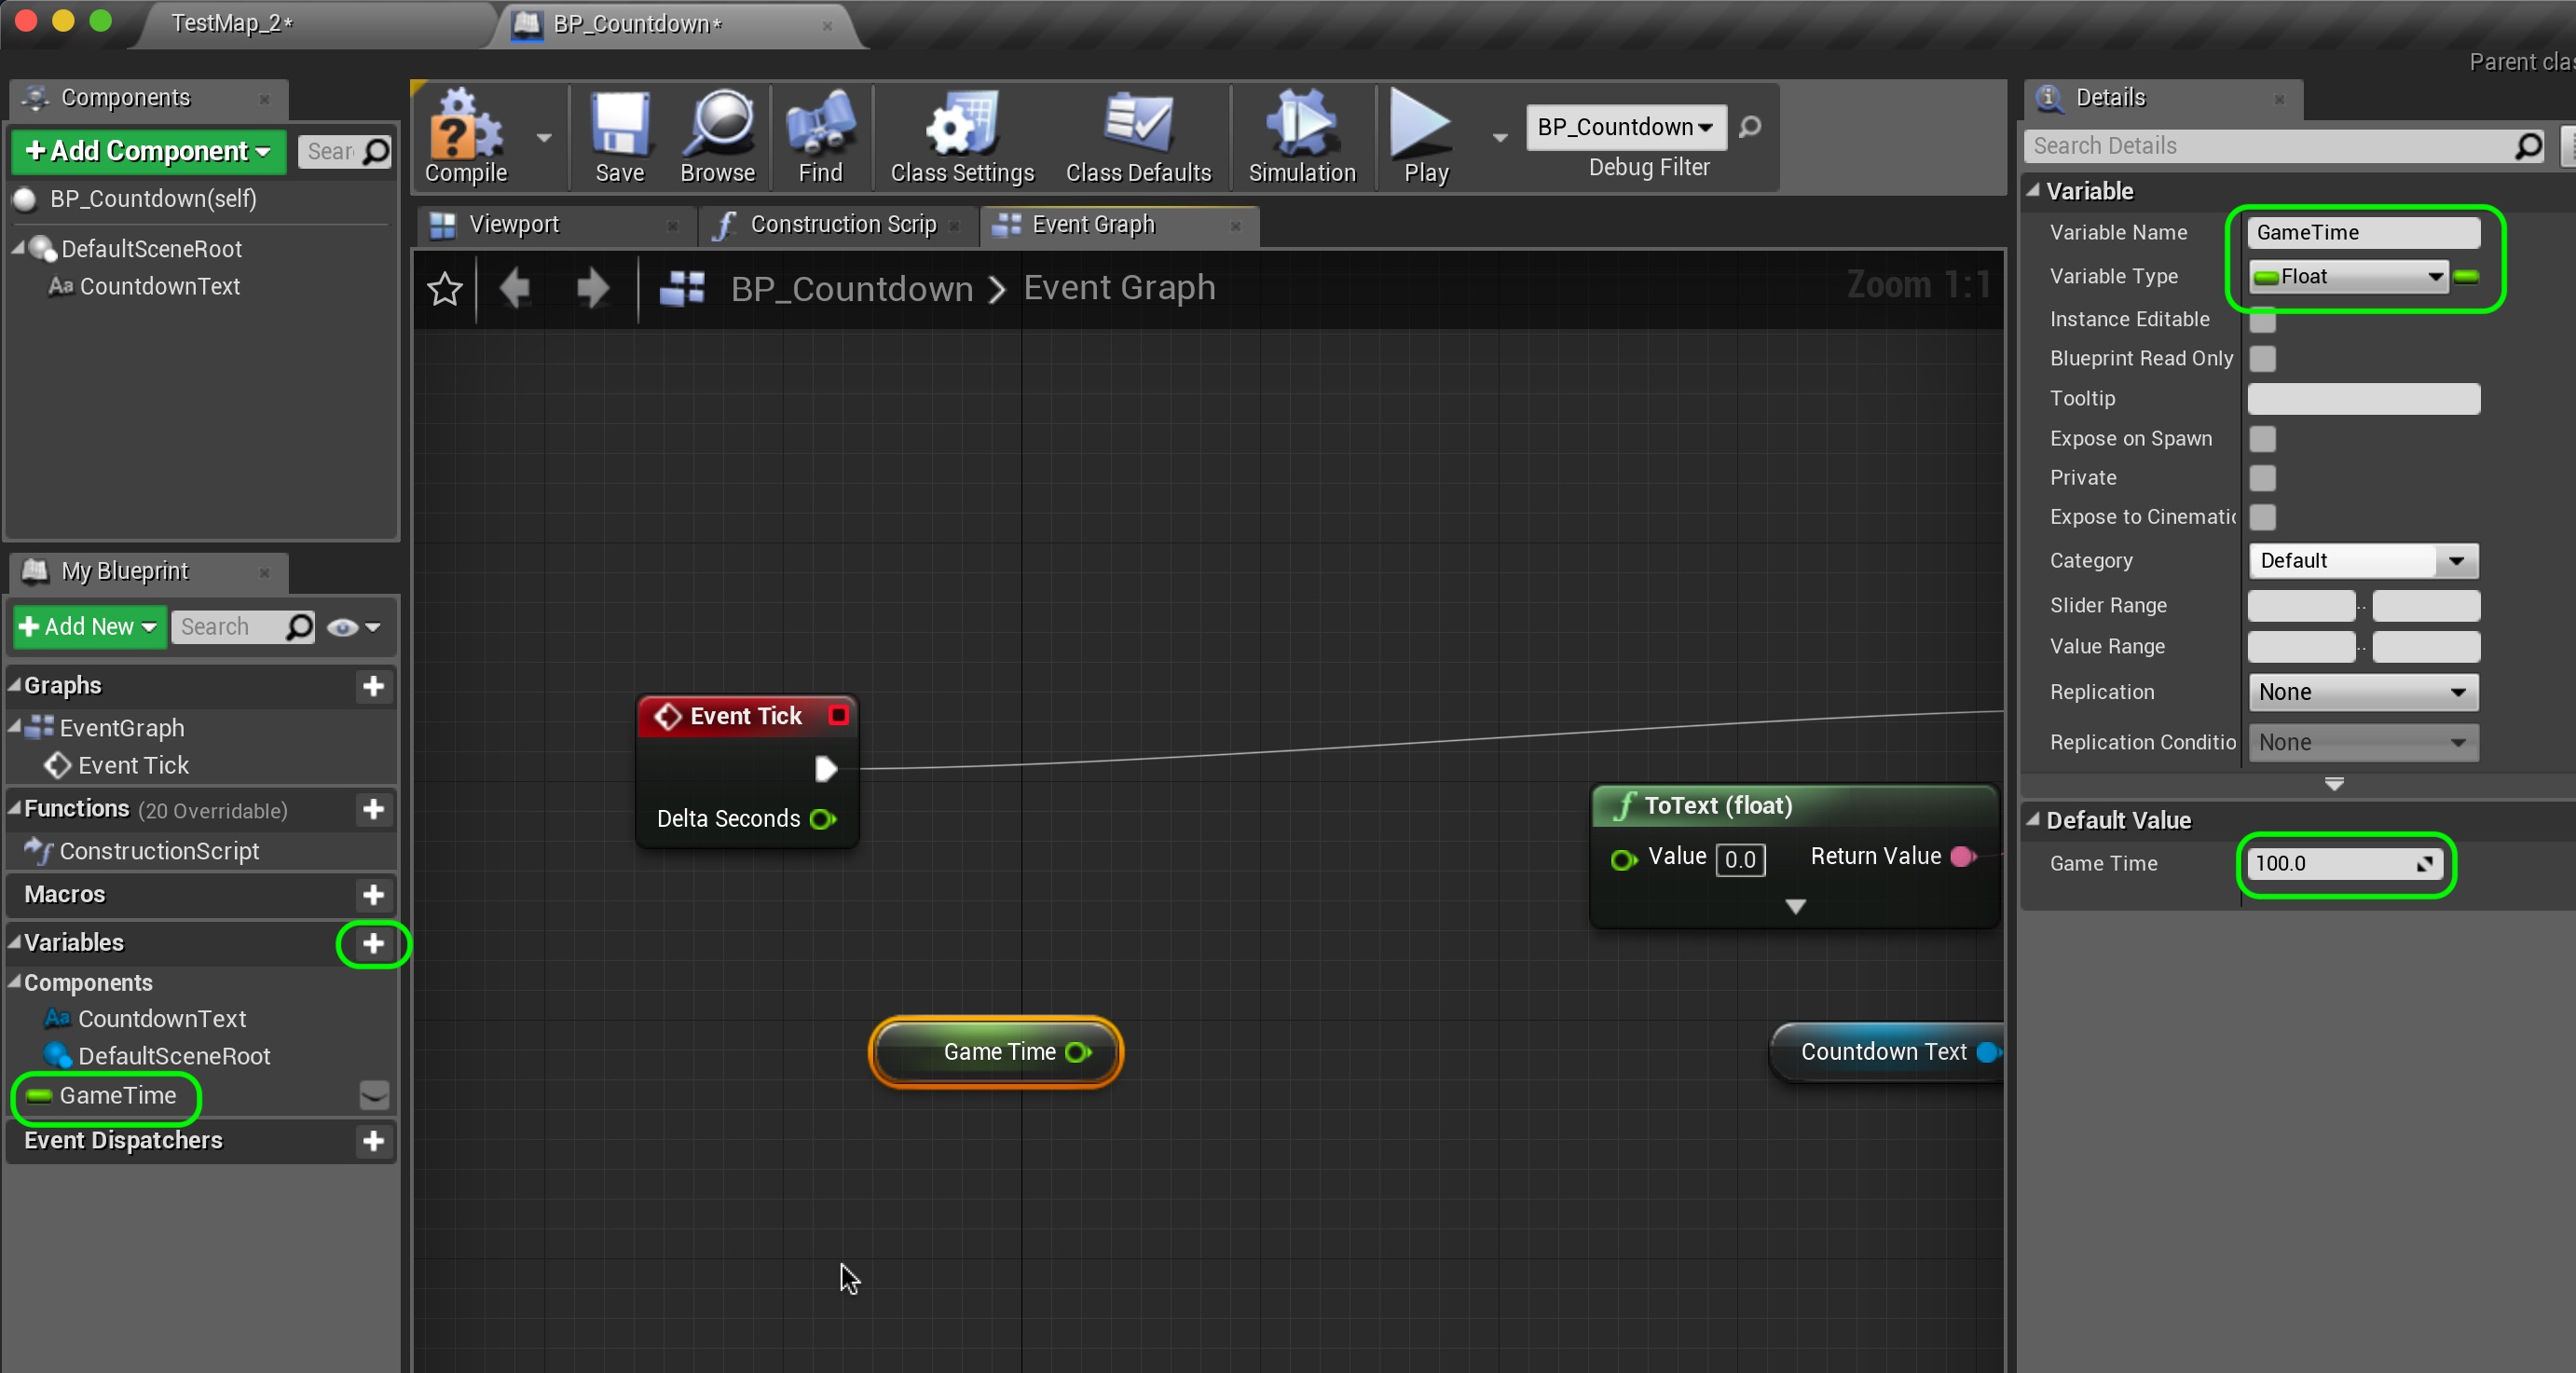 TestMap_2*
BP_Countdown*
Parent clas
Components
+Add Component
Sear
BP_Countdown(self)
DefaultSceneRoot
Aa CountdownText
My Blueprint
+ Add New
Search
Graphs
EventGraph
Event Tick
Functions (20 Overridable)
ConstructionScript
Macros
Variables
Components
Aa CountdownText
DefaultSceneRoot
GameTime
Event Dispatchers
Compile
Save
Browse
Find
Class Settings
Class Defaults
Simulation
Play
BP_Countdown
Debug Filter
Viewport
f Construction Scrip
Event Graph
BP_Countdown > Event Graph
Zoom 1:1
Event Tick
Delta Seconds
f ToText (float)
Value 0.0 Return Value
Game Time
Countdown Text
Details
Search Details
Variable
Variable Name GameTime
Variable Type Float
Instance Editable
Blueprint Read Only
Tooltip
Expose on Spawn
Private
Expose to Cinematic
Category Default
Slider Range ..
Value Range ..
Replication None
Replication Conditio None
Default Value
Game Time 100.0